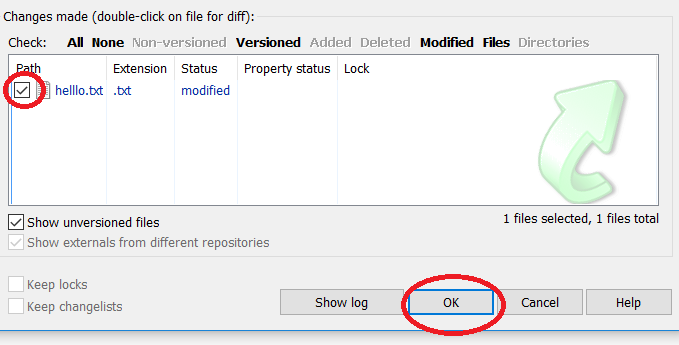 Changes made (double-click on file for diff):
Check: All None Non-versioned Versioned Added Deleted Modified Files Directories
Path Extension Status Property status Lock
helllo.txt .txt modified
Show unversioned files 1 files selected, 1 files total
Show externals from different repositories
Keep locks
Keep changelists
Show log OK Cancel Help